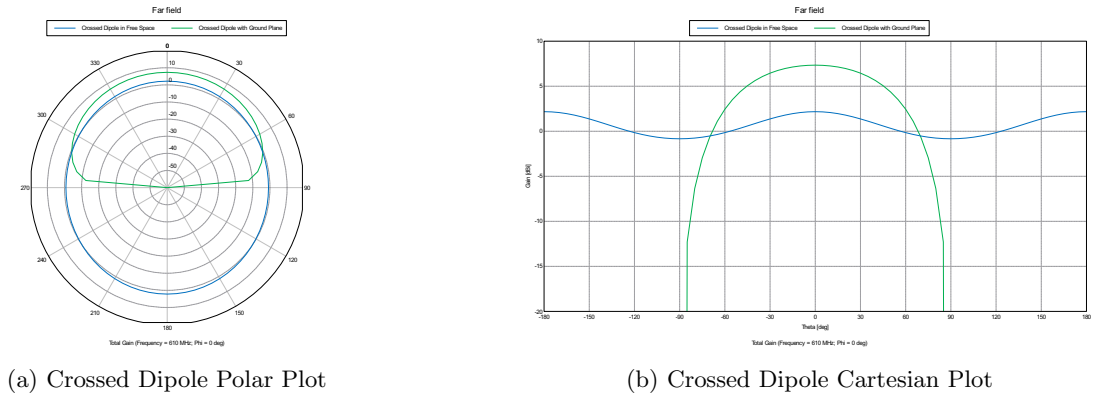 Far field
Crossed Dipole in Free Space Crossed Dipole with Ground Plane
0
330 30
300 60
270 90
240 120
210 150
180
10
0
-10
-20
-30
-40
-50
Total Gain (Frequency = 610 MHz; Phi = 0 deg)
(a) Crossed Dipole Polar Plot
Far field
Crossed Dipole in Free Space Crossed Dipole with Ground Plane
Gain [dBi]
10
5
0
-5
-10
-15
-20
-180 -150 -120 -90 -60 -30 0 30 60 90 120 150 180
Theta [deg]
Total Gain (Frequency = 610 MHz; Phi = 0 deg)
(b) Crossed Dipole Cartesian Plot